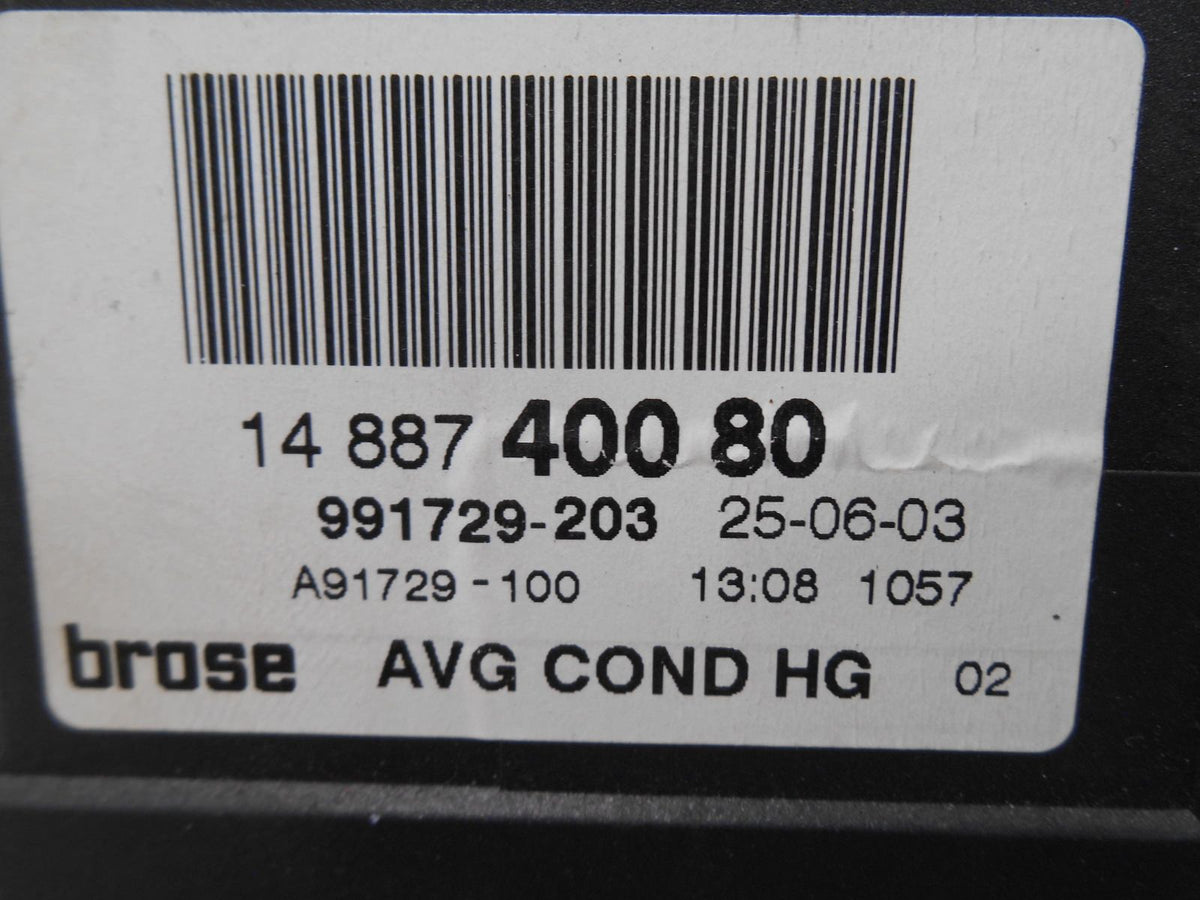 14 887 400 80
991729-203 25-06-03
A91729-100 13:08 1057
brose AVG COND HG 02